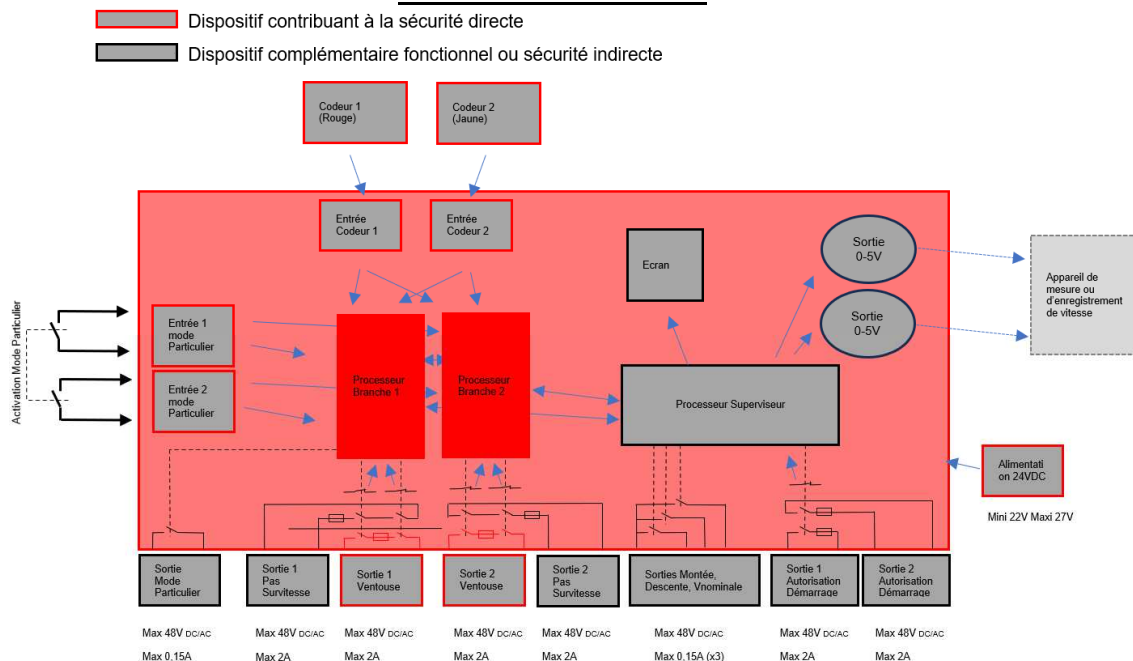 Dispositif contribuant à la sécurité directe
Dispositif complémentaire fonctionnel ou sécurité indirecte
Codeur 1
(Rouge)
Codeur 2
(Jaune)
Entrée
Codeur 1
Entrée
Codeur 2
Ecran
Sortie
0-5V
Sortie
0-5V
Appareil de
mesure ou
d'enregistrement
de vitesse
Activation Mode Particulier
Entrée 1
mode
Particulier
Entrée 2
mode
Particulier
Processeur
Branche 1
Processeur
Branche 2
Processeur Superviseur
Alimentati
on 24VDC
Mini 22V Maxi 27V
Sortie
Mode
Particulier
Sortie 1
Pas
Survitesse
Sortie 1
Ventouse
Sortie 2
Ventouse
Sortie 2
Pas
Survitesse
Sorties Montée,
Descente, Vnominale
Sortie 1
Autorisation
Démarrage
Sortie 2
Autorisation
Démarrage
Max 48V DC/AC
Max 0,15A
Max 48V DC/AC
Max 2A
Max 48V DC/AC
Max 2A
Max 48V DC/AC
Max 2A
Max 48V DC/AC
Max 2A
Max 48V DC/AC
Max 0,15A (x3)
Max 48V DC/AC
Max 2A
Max 48V DC/AC
Max 2A